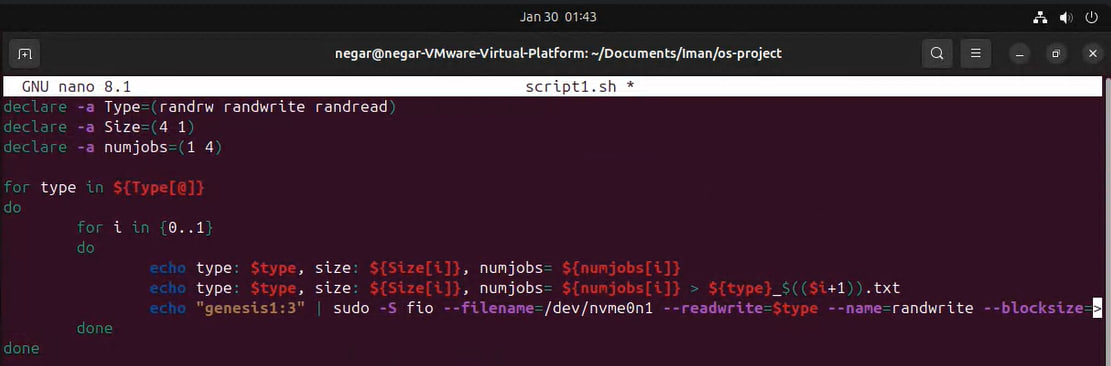 Jan 30 01:43
negar@negar-VMware-Virtual-Platform: ~/Documents/Iman/os-project
GNU nano 8.1 script1.sh *
declare -a Type=(randrw randwrite randread)
declare -a Size=(4 1)
declare -a numjobs=(1 4)
for type in ${Type[@]}
do
for i in {0..1}
do
echo type: $type, size: ${Size[i]}, numjobs= ${numjobs[i]}
echo type: $type, size: ${Size[i]}, numjobs= ${numjobs[i]} > ${type}_$(($i+1)).txt
echo "genesis1:3" | sudo -S fio --filename=/dev/nvme0n1 --readwrite=$type --name=randwrite --blocksize=>
done
done